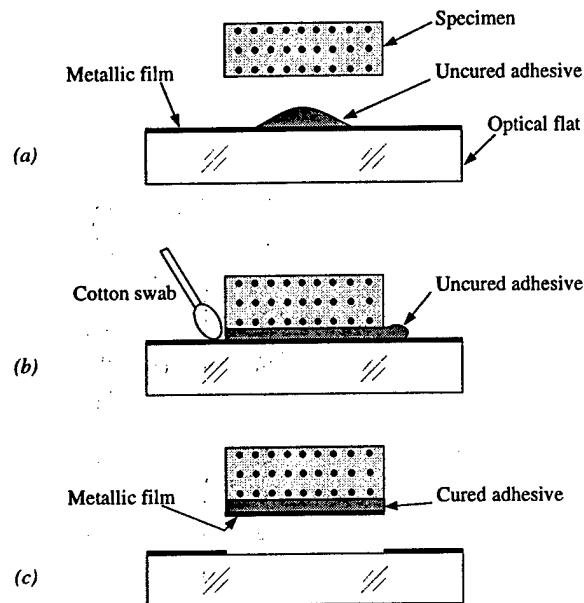 Specimen
Metallic film
Uncured adhesive
Optical flat
(a)
Cotton swab
Uncured adhesive
(b)
Metallic film
Cured adhesive
(c)